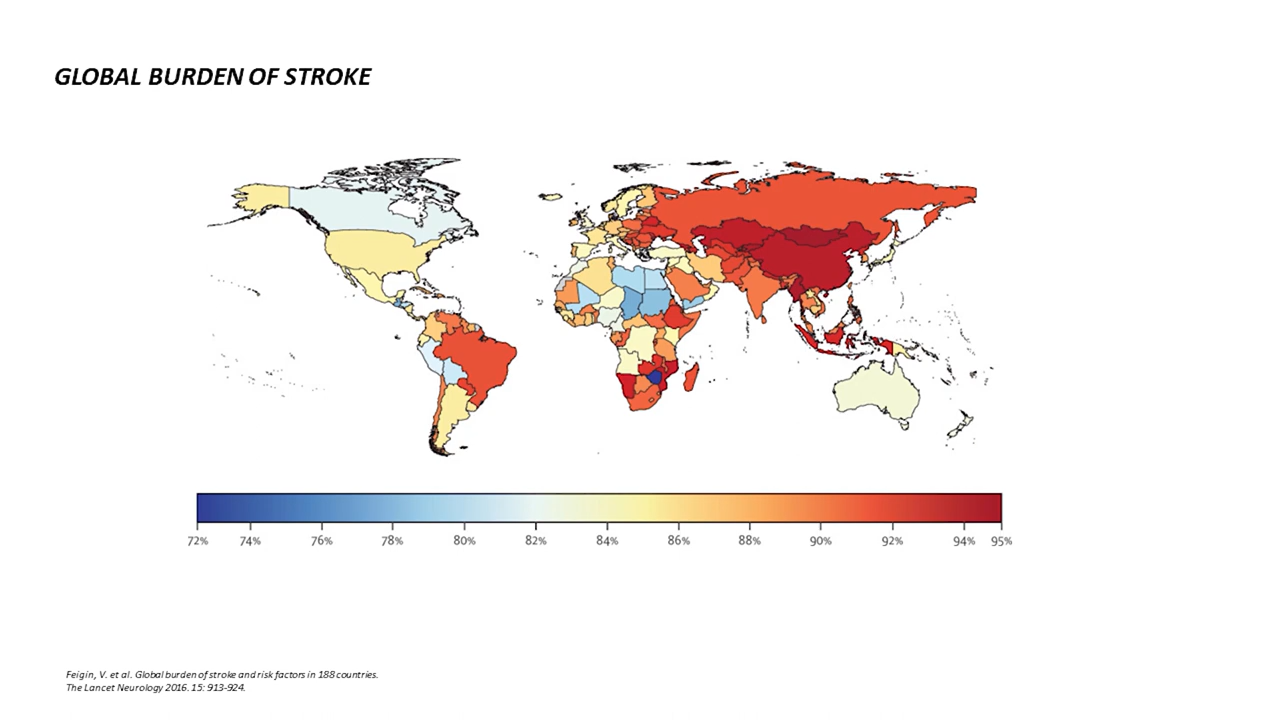 GLOBAL BURDEN OF STROKE
72% 74% 76% 78% 80% 82% 84% 86% 88% 90% 92% 94% 95%
Feigin, V. et al. Global burden of stroke and risk factors in 188 countries.
The Lancet Neurology 2016. 15: 913-924.